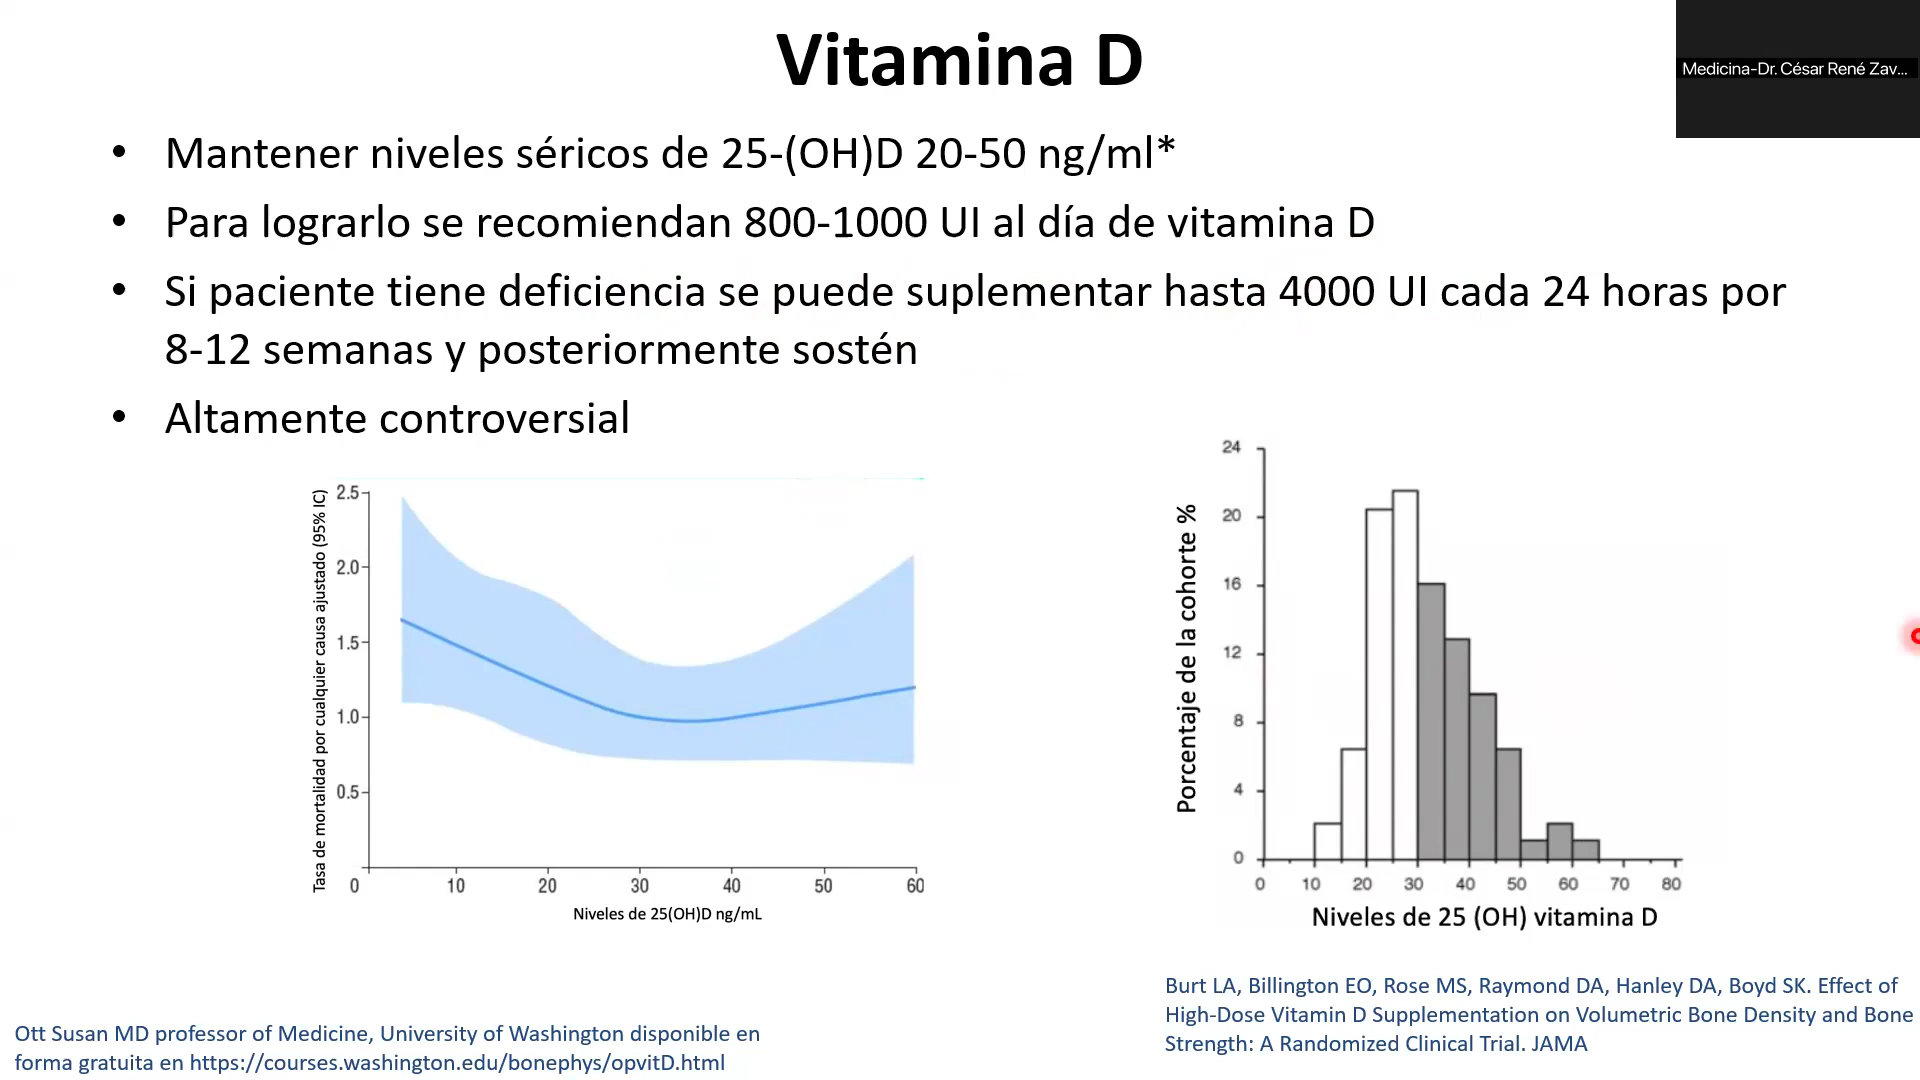 Vitamina D
Medicina-Dr. César René Zav...
• Mantener niveles séricos de 25-(OH)D 20-50 ng/ml*
• Para lograrlo se recomiendan 800-1000 UI al día de vitamina D
• Si paciente tiene deficiencia se puede suplementar hasta 4000 UI cada 24 horas por
8-12 semanas y posteriormente sostén
• Altamente controversial
Tasa de mortalidad por cualquier causa ajustado (95% IC)
2.5
2.0
1.5
1.0
0.5
0 10 20 30 40 50 60
Niveles de 25(OH)D ng/mL
Porcentaje de la cohorte %
24
20
16
12
8
4
0
0 10 20 30 40 50 60 70 80
Niveles de 25 (OH) vitamina D
Ott Susan MD professor of Medicine, University of Washington disponible en
forma gratuita en https://courses.washington.edu/bonephys/opvitD.html
Burt LA, Billington EO, Rose MS, Raymond DA, Hanley DA, Boyd SK. Effect of
High-Dose Vitamin D Supplementation on Volumetric Bone Density and Bone
Strength: A Randomized Clinical Trial. JAMA